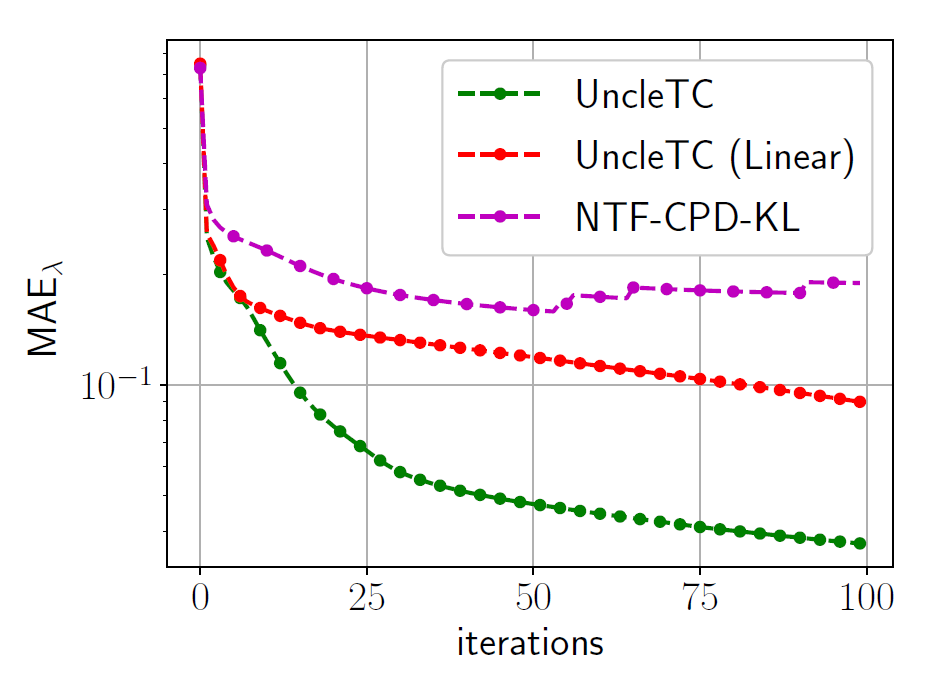 UncleTC
UncleTC (Linear)
NTF-CPD-KL
MAE_λ
10⁻¹
0 25 50 75 100
iterations